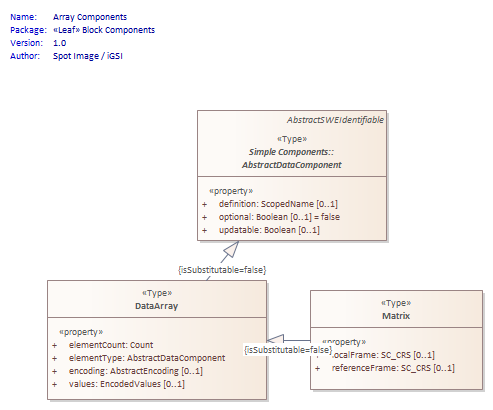 Name: Array Components
Package: «Leaf» Block Components
Version: 1.0
Author: Spot Image / iGSI
AbstractSWEIdentifiable
«Type»
Simple Components::
AbstractDataComponent
«property»
+ definition: ScopedName [0..1]
+ optional: Boolean [0..1] = false
+ updatable: Boolean [0..1]
{isSubstitutable=false}
«Type»
DataArray
«property»
+ elementCount: Count
+ elementType: AbstractDataComponent
+ encoding: AbstractEncoding [0..1]
+ values: EncodedValues [0..1]
{isSubstitutable=false}
«Type»
Matrix
«property»
+ localFrame: SC_CRS [0..1]
+ referenceFrame: SC_CRS [0..1]